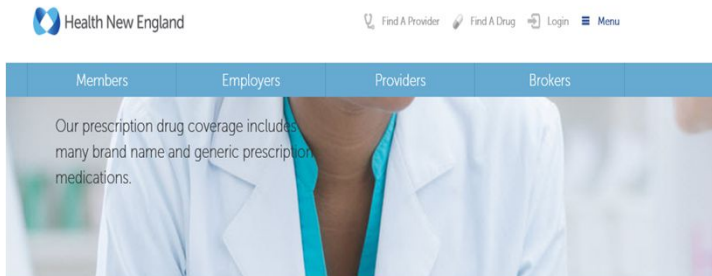 Health New England
Find A Provider Find A Drug Login Menu
Members Employers Providers Brokers
Our prescription drug coverage includes
many brand name and generic prescription
medications.